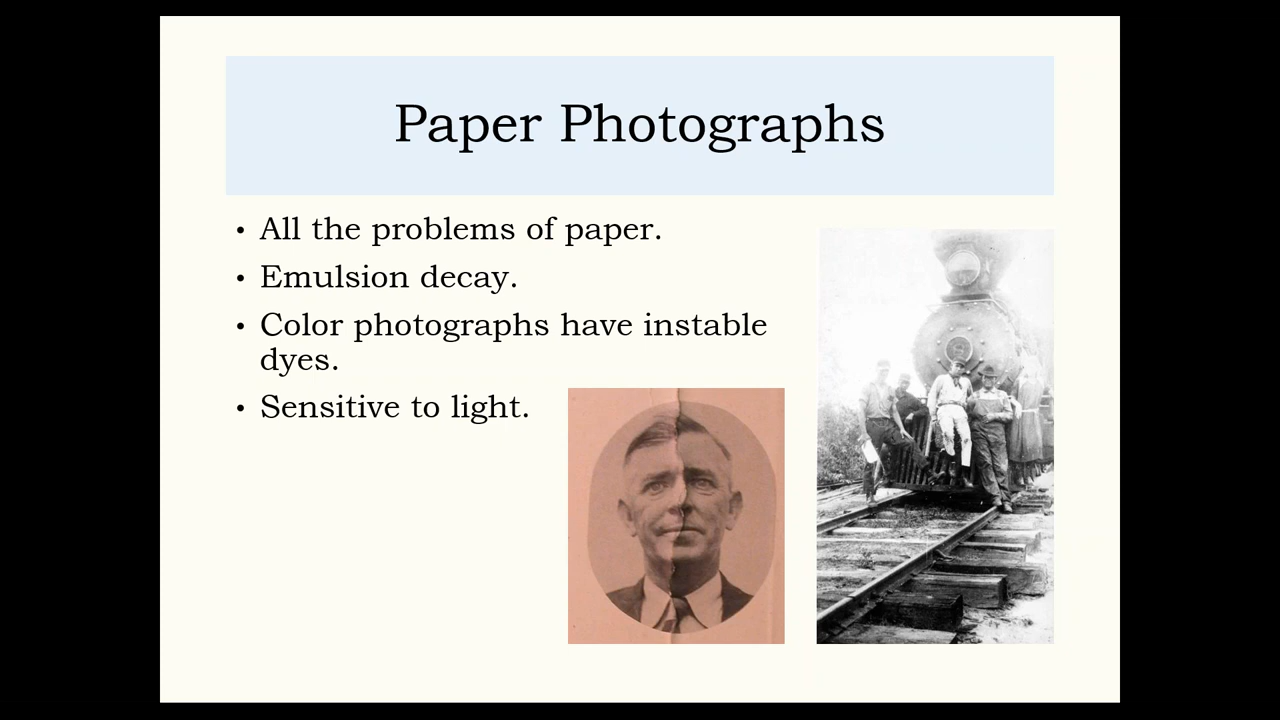 Paper Photographs
• All the problems of paper.
• Emulsion decay.
• Color photographs have instable
dyes.
• Sensitive to light.